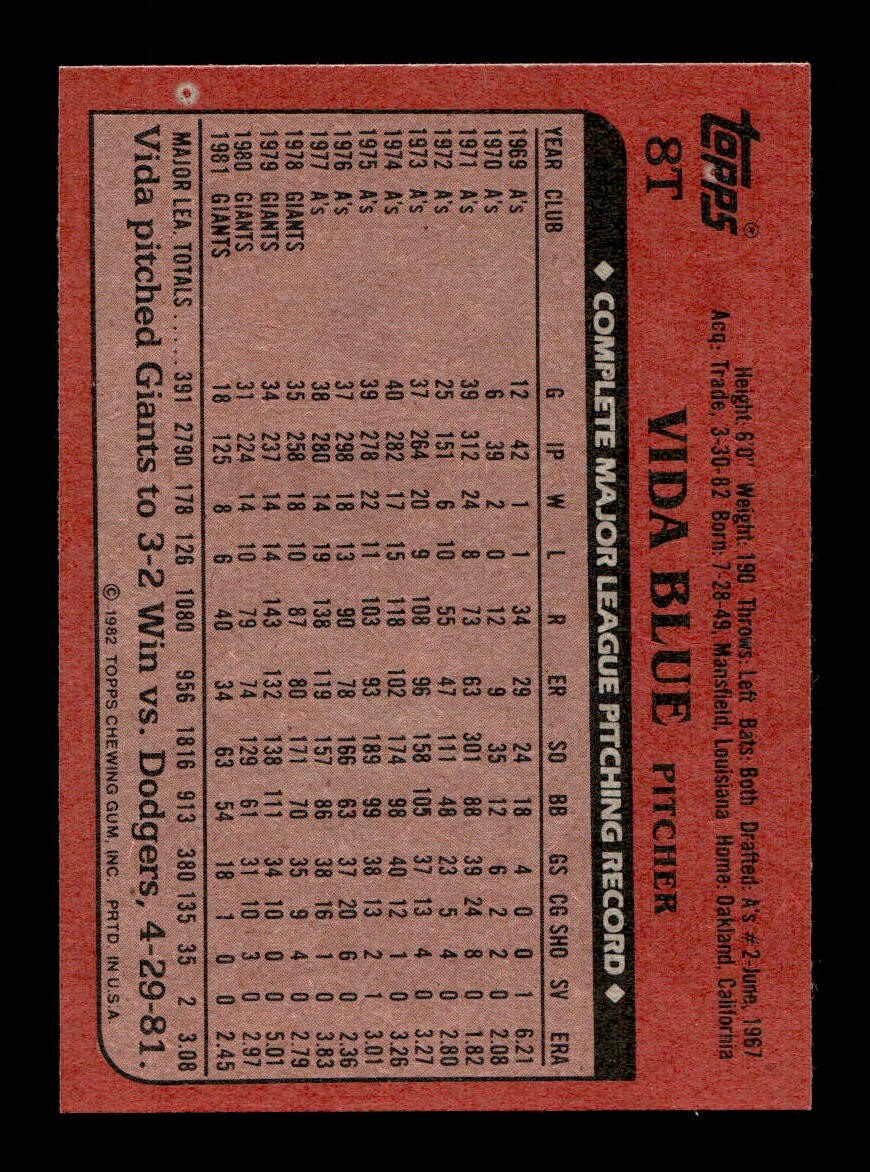 TOPPS®
8T
Height 6'0" Weight: 190 Throws: Left Bats: Both Drafted: A's #2-June, 1967
Acq: Trade, 3-30-82 Born: 7-28-49, Mansfield, Louisiana Home: Oakland, California
VIDA BLUE PITCHER
◆ COMPLETE MAJOR LEAGUE PITCHING RECORD ◆
YEAR CLUB G IP W L R ER SO BB GS CG SHO SV ERA
1969 A's 12 42 1 1 34 29 24 18 4 0 0 1 6.21
1970 A's 6 39 2 0 12 9 35 12 6 2 2 0 2.08
1971 A's 39 312 24 8 73 63 301 88 39 24 8 0 1.82
1972 A's 25 151 6 10 55 47 111 48 23 5 4 0 2.80
1973 A's 37 264 20 9 108 96 158 105 37 13 4 0 3.27
1974 A's 40 282 17 15 118 102 174 98 40 12 1 0 3.26
1975 A's 39 278 22 11 103 93 189 99 38 13 2 1 3.01
1976 A's 37 298 18 13 90 78 166 63 37 20 6 0 2.36
1977 A's 38 280 14 19 138 119 157 86 38 16 1 0 3.83
1978 GIANTS 35 258 18 10 87 80 171 70 35 9 4 0 2.79
1979 GIANTS 34 237 14 14 143 132 138 111 34 10 0 0 5.01
1980 GIANTS 31 224 14 10 79 74 129 61 31 10 3 0 2.97
1981 GIANTS 18 125 8 6 40 34 63 54 18 1 0 0 2.45
MAJOR LEA. TOTALS ..... 391 2790 178 126 1080 956 1816 913 380 135 35 2 3.08
Vida pitched Giants to 3-2 Win vs. Dodgers, 4-29-81.
© 1982 TOPPS CHEWING GUM, INC. PRTD. IN U.S.A.